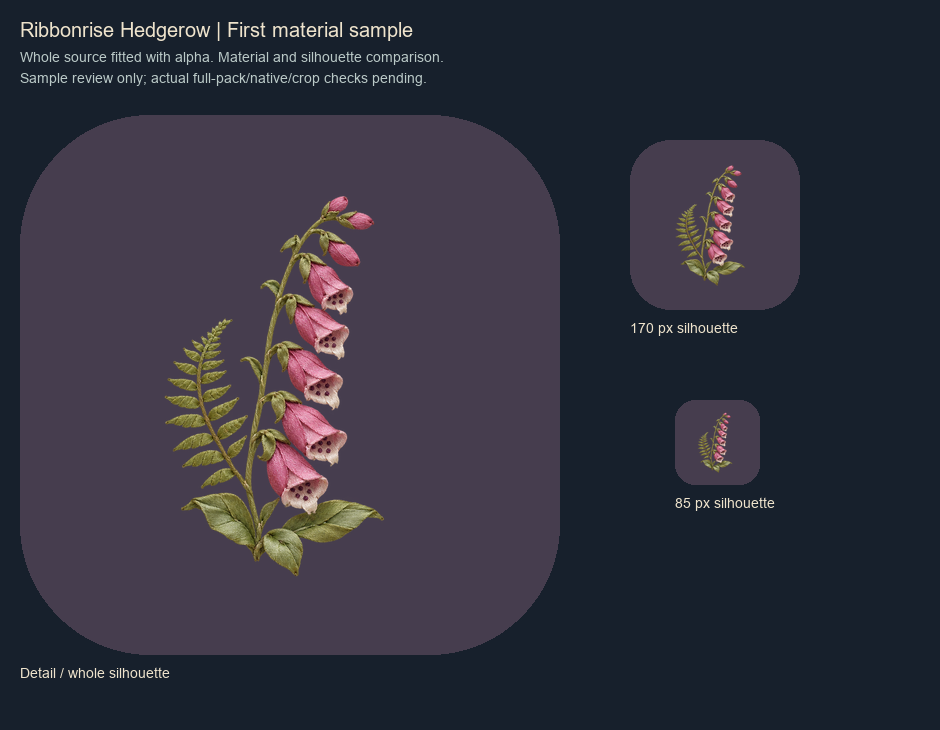 Ribbonrise Hedgerow | First material sample
Whole source fitted with alpha. Material and silhouette comparison.
Sample review only; actual full-pack/native/crop checks pending.
170 px silhouette
85 px silhouette
Detail / whole silhouette